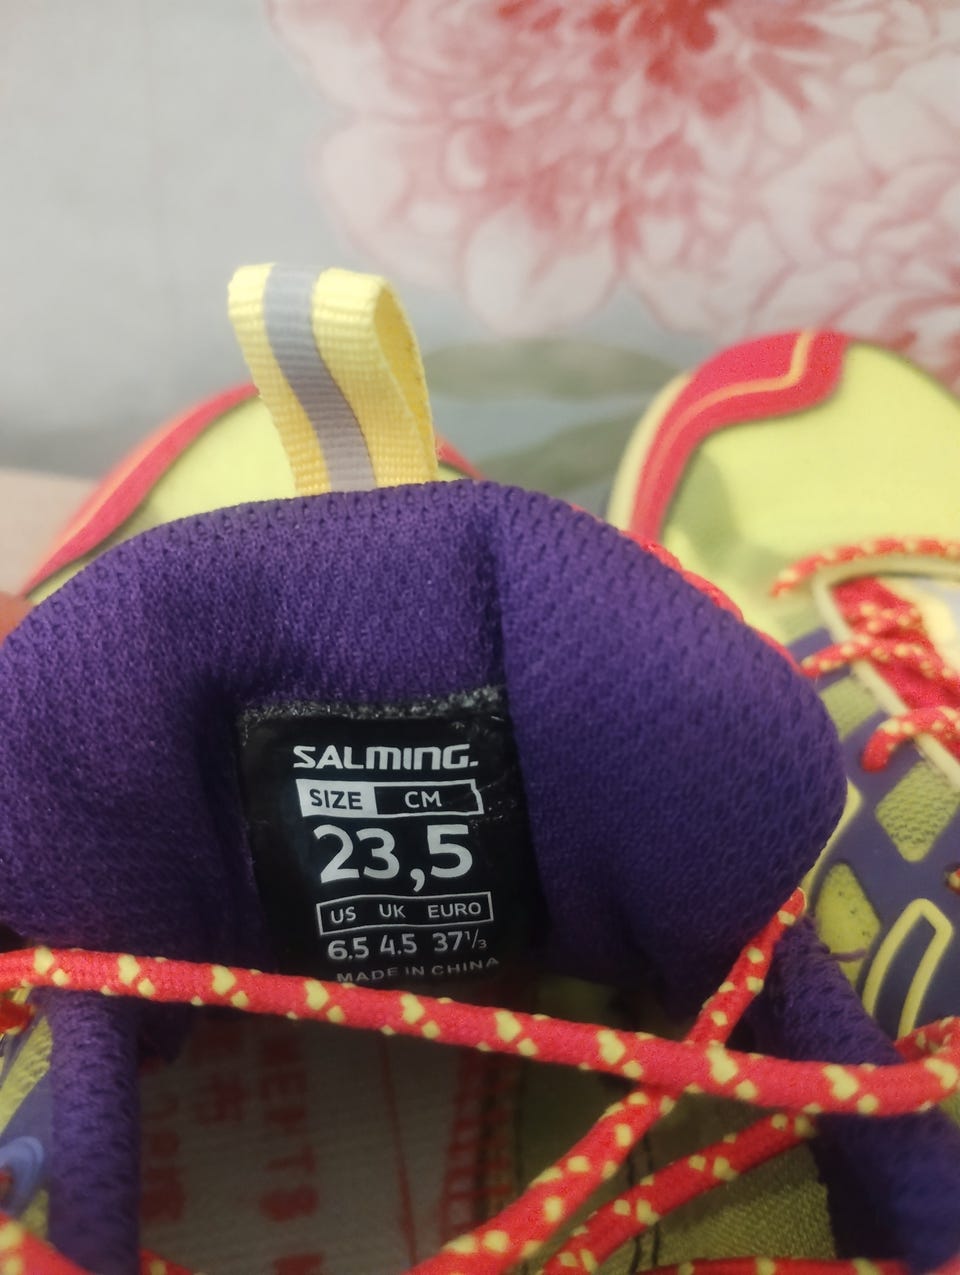 SALMING.
SIZE CM
23,5
US UK EURO
6.5 4.5 37⅓
MADE IN CHINA